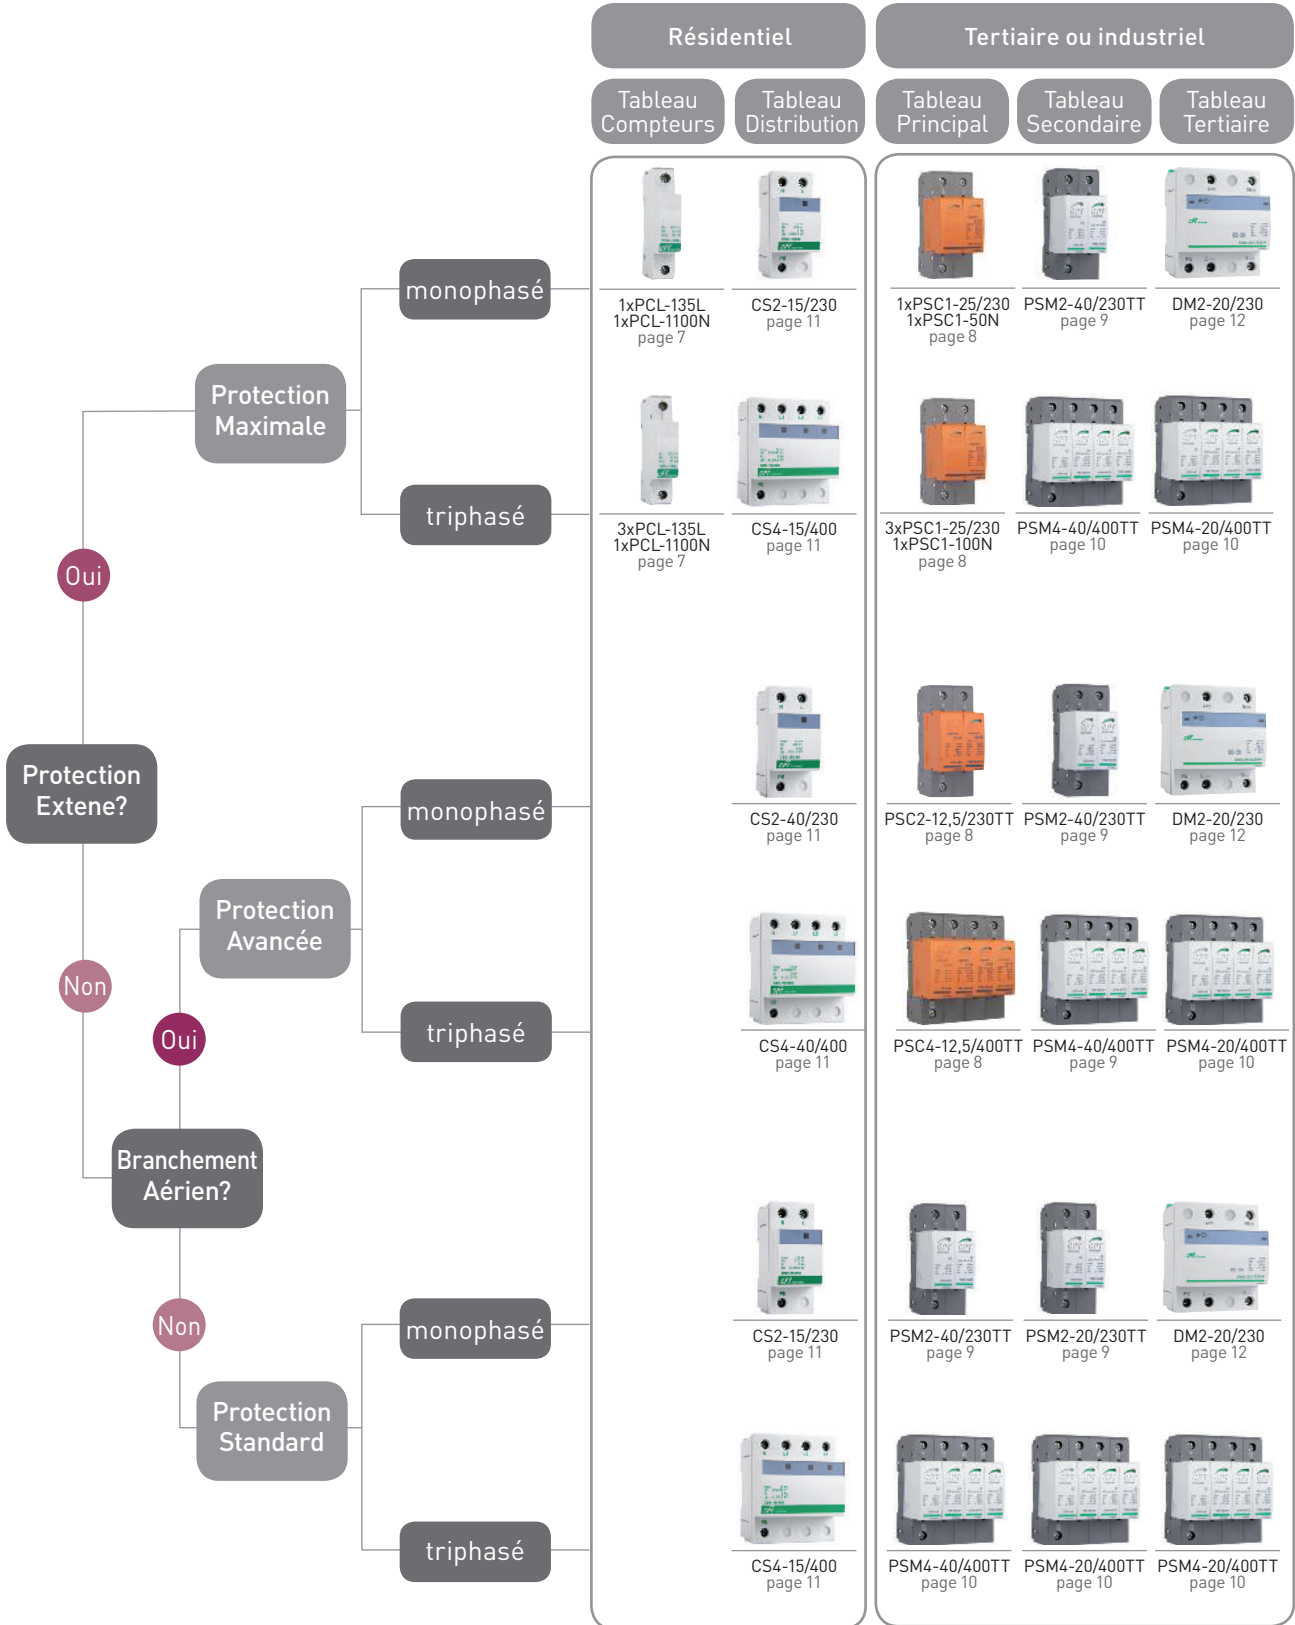 Résidentiel
Tertiaire ou industriel
Tableau
Compteurs
Tableau
Distribution
Tableau
Principal
Tableau
Secondaire
Tableau
Tertiaire
monophasé
1xPCL-135L
1xPCL-1100N
page 7
CS2-15/230
page 11
1xPSC1-25/230
1xPSC1-50N
page 8
PSM2-40/230TT
page 9
DM2-20/230
page 12
Protection
Maximale
triphasé
3xPCL-135L
1xPCL-1100N
page 7
CS4-15/400
page 11
3xPSC1-25/230
1xPSC1-100N
page 8
PSM4-40/400TT
page 10
PSM4-20/400TT
page 10
Oui
Protection
Extene?
monophasé
CS2-40/230
page 11
PSC2-12,5/230TT
page 8
PSM2-40/230TT
page 9
DM2-20/230
page 12
Protection
Avancée
Non
Oui
triphasé
CS4-40/400
page 11
PSC4-12,5/400TT
page 8
PSM4-40/400TT
page 9
PSM4-20/400TT
page 10
Branchement
Aérien?
Non
monophasé
CS2-15/230
page 11
PSM2-40/230TT
page 9
PSM2-20/230TT
page 9
DM2-20/230
page 12
Protection
Standard
triphasé
CS4-15/400
page 11
PSM4-40/400TT
page 10
PSM4-20/400TT
page 10
PSM4-20/400TT
page 10